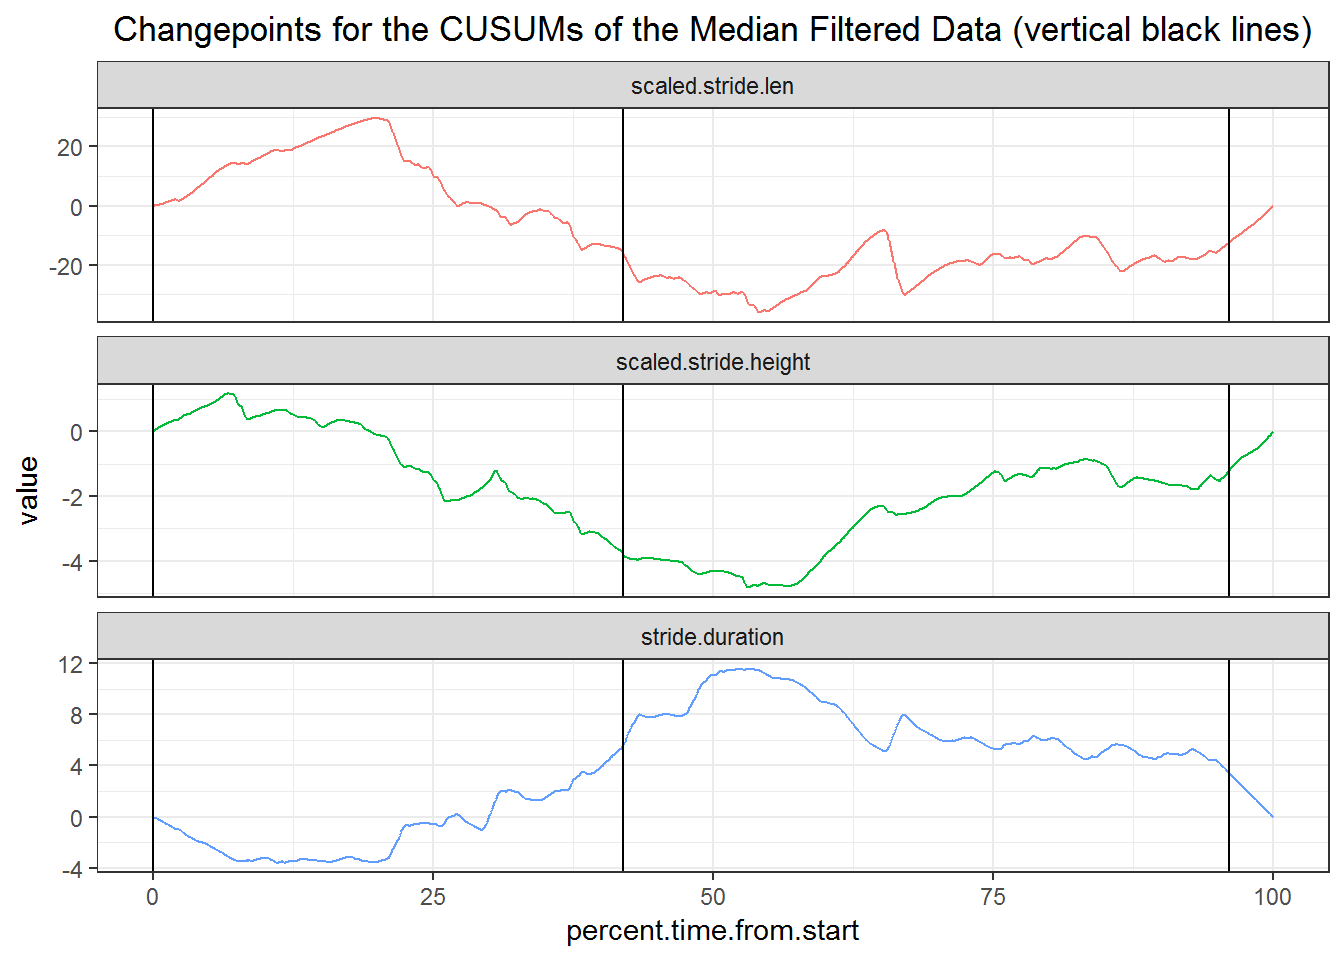 Changepoints for the CUSUMs of the Median Filtered Data (vertical black lines)
scaled.stride.len
20
0
-20
scaled.stride.height
0
-2
-4
value
stride.duration
12
8
4
0
-4
0 25 50 75 100
percent.time.from.start